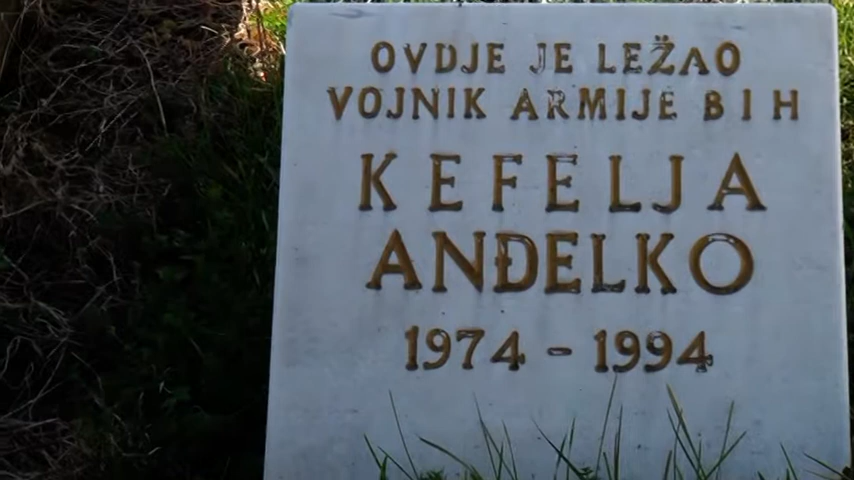 OVDJE JE LEŽAO
VOJNIK ARMIJE BIH
KEFELJA
ANĐELKO
1974 - 1994